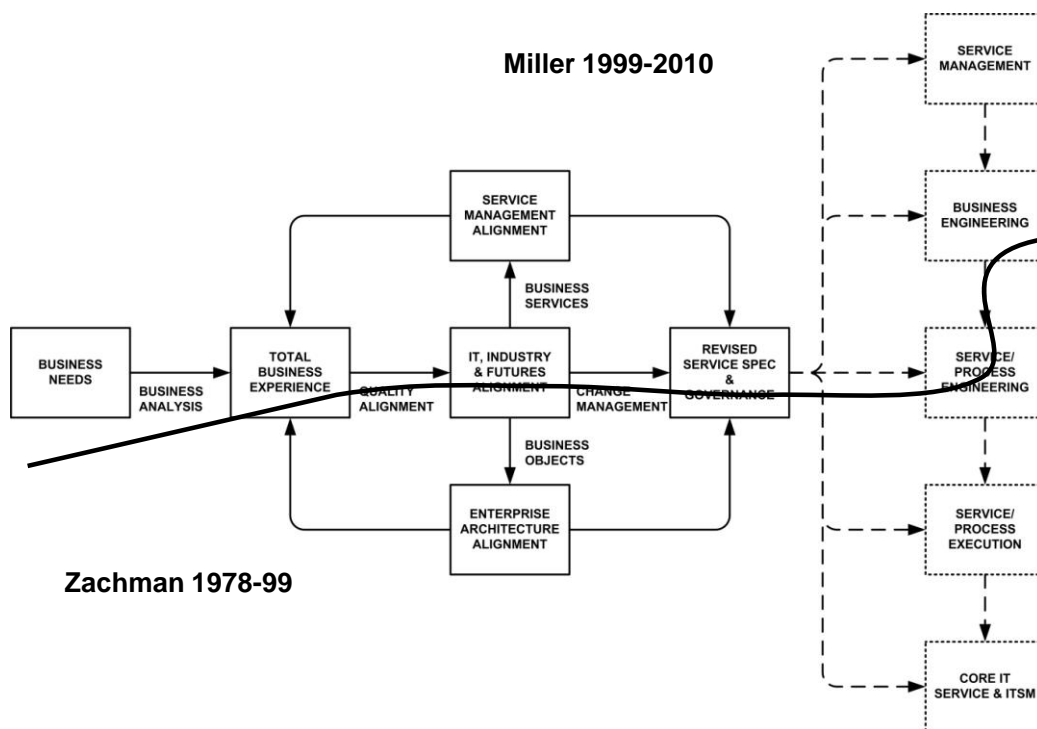 Miller 1999-2010
SERVICE
MANAGEMENT
BUSINESS
ENGINEERING
SERVICE
MANAGEMENT
ALIGNMENT
BUSINESS
SERVICES
BUSINESS
NEEDS
BUSINESS
ANALYSIS
TOTAL
BUSINESS
EXPERIENCE
QUALITY
ALIGNMENT
IT, INDUSTRY
& FUTURES
ALIGNMENT
CHANGE
MANAGEMENT
REVISED
SERVICE SPEC
&
GOVERNANCE
SERVICE/
PROCESS
ENGINEERING
BUSINESS
OBJECTS
ENTERPRISE
ARCHITECTURE
ALIGNMENT
SERVICE/
PROCESS
EXECUTION
Zachman 1978-99
CORE IT
SERVICE & ITSM